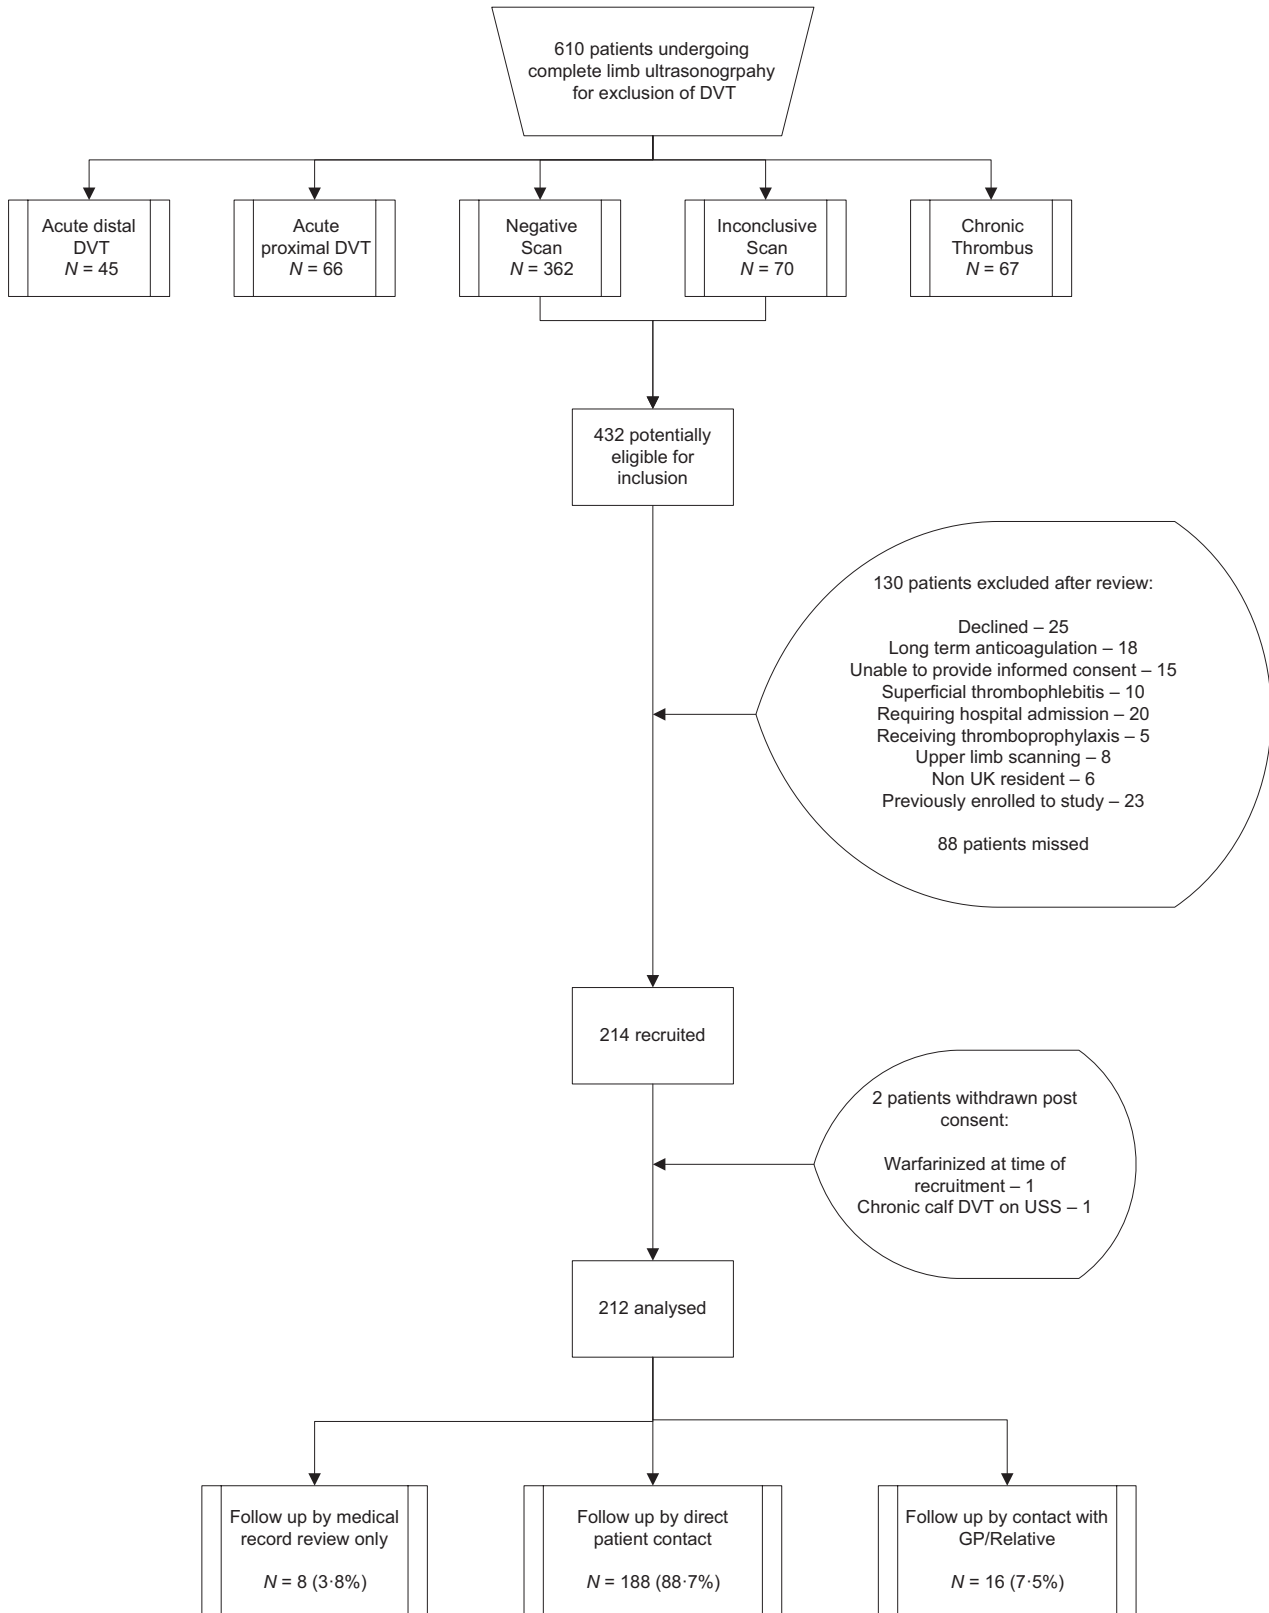 610 patients undergoing
complete limb ultrasonogrpahy
for exclusion of DVT
Acute distal
DVT
N = 45
Acute
proximal DVT
N = 66
Negative
Scan
N = 362
Inconclusive
Scan
N = 70
Chronic
Thrombus
N = 67
432 potentially
eligible for
inclusion
130 patients excluded after review:
Declined – 25
Long term anticoagulation – 18
Unable to provide informed consent – 15
Superficial thrombophlebitis – 10
Requiring hospital admission – 20
Receiving thromboprophylaxis – 5
Upper limb scanning – 8
Non UK resident – 6
Previously enrolled to study – 23
88 patients missed
214 recruited
2 patients withdrawn post
consent:
Warfarinized at time of
recruitment – 1
Chronic calf DVT on USS – 1
212 analysed
Follow up by medical
record review only
N = 8 (3·8%)
Follow up by direct
patient contact
N = 188 (88·7%)
Follow up by contact with
GP/Relative
N = 16 (7·5%)